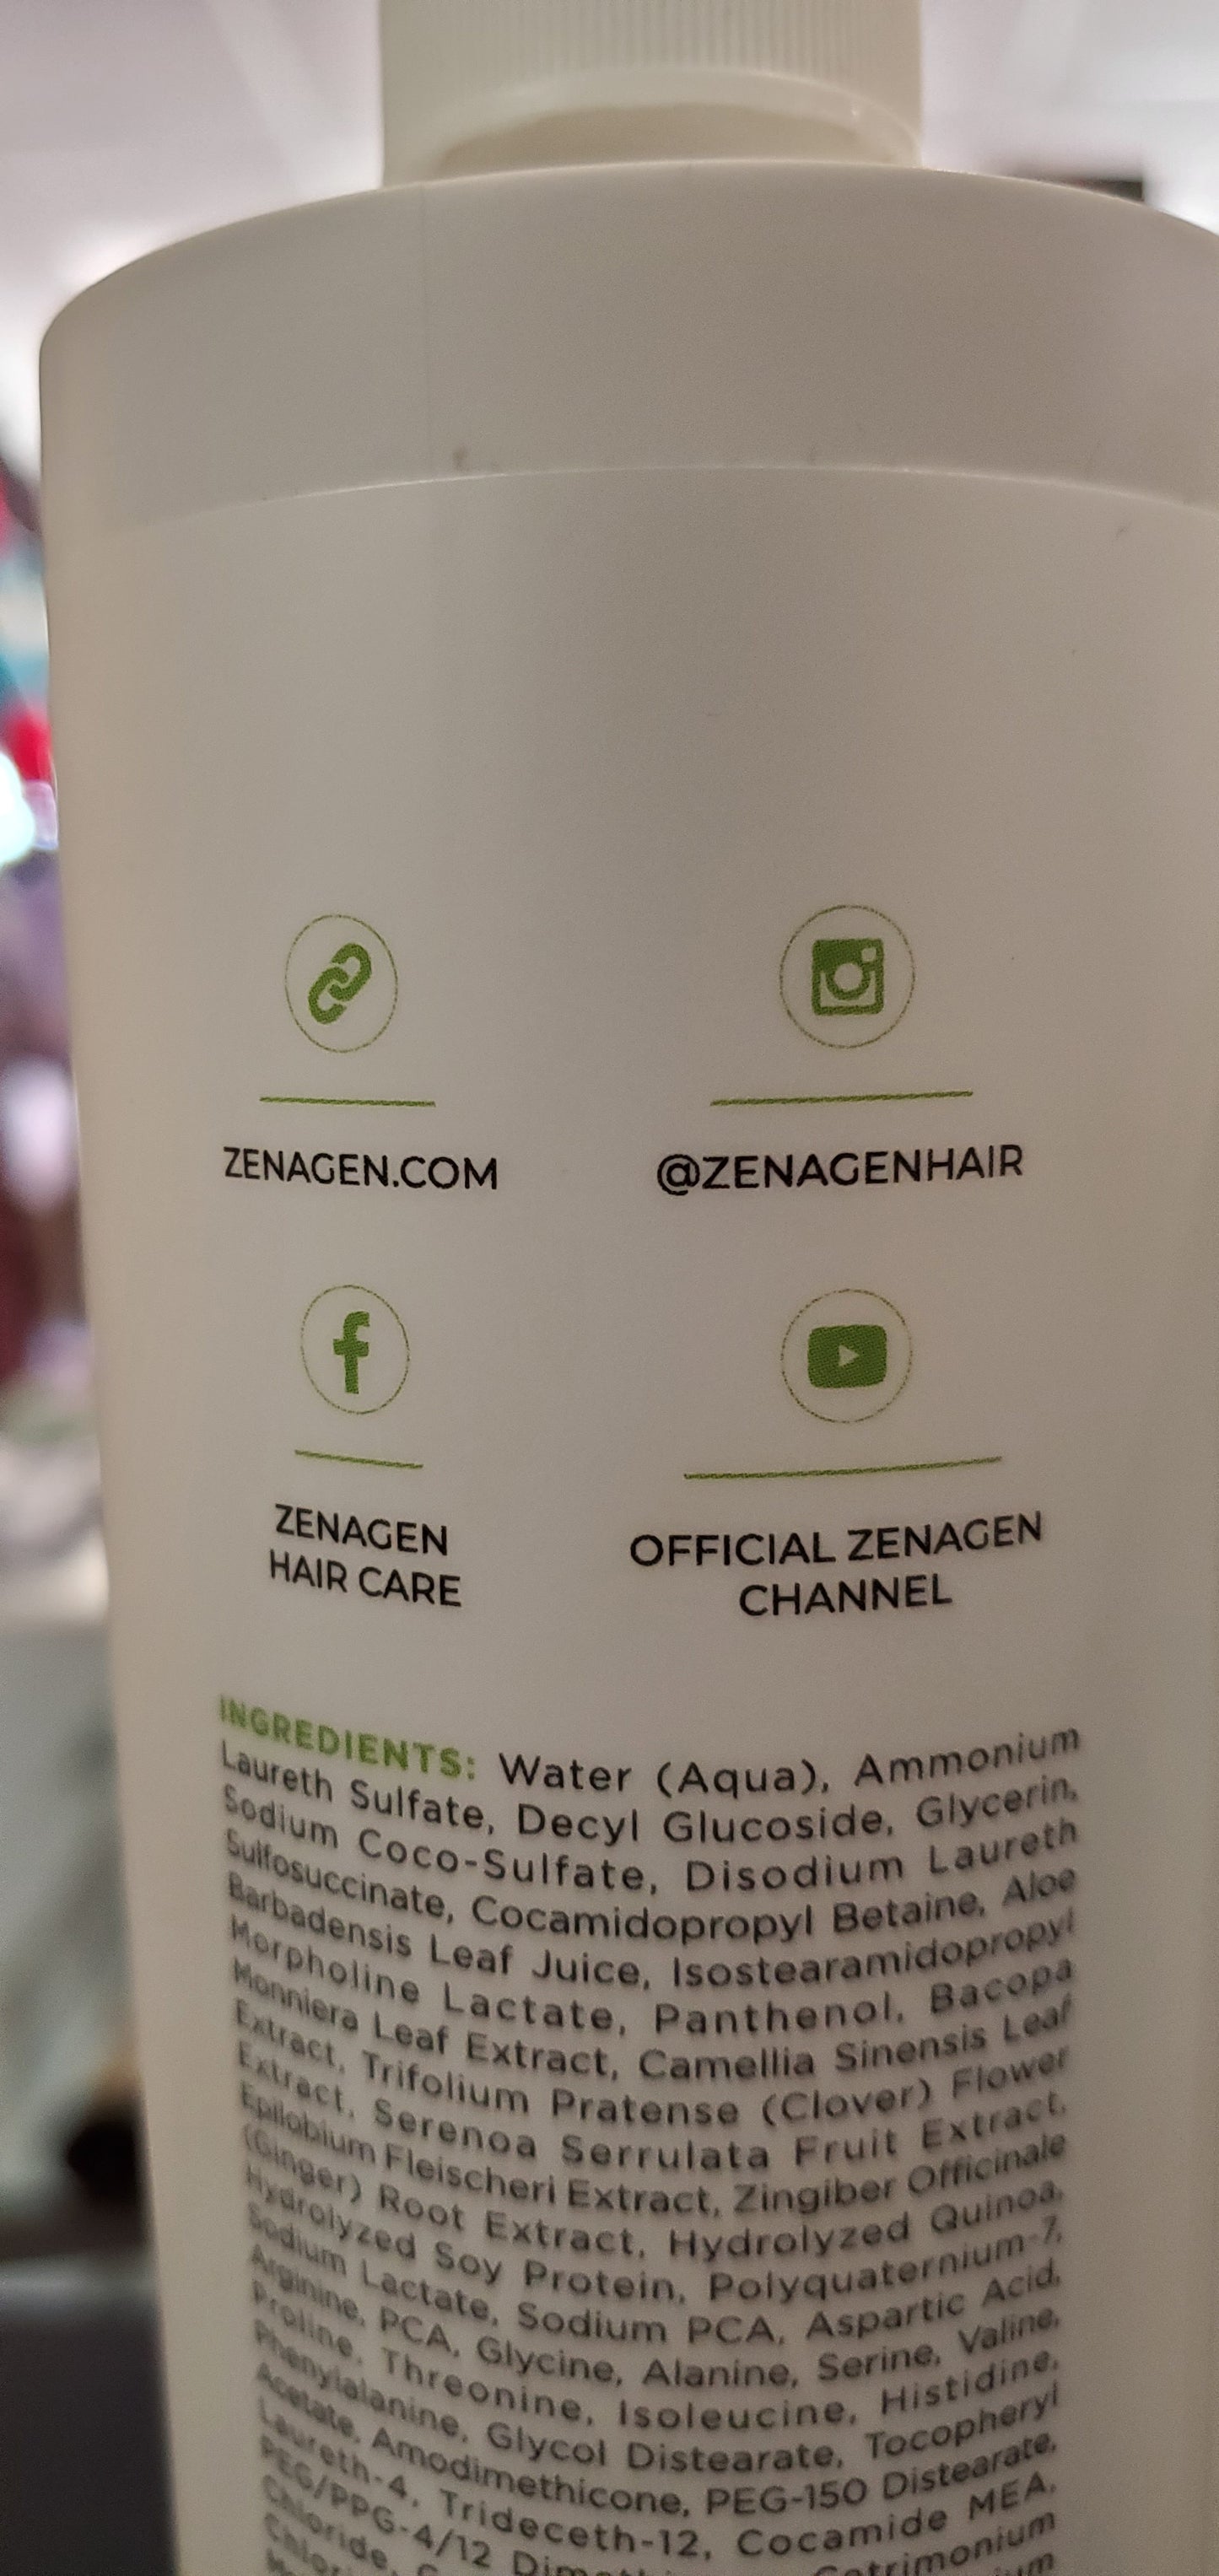 ZENAGEN.COM
@ZENAGENHAIR
ZENAGEN
HAIR CARE
OFFICIAL ZENAGEN
CHANNEL
INGREDIENTS: Water (Aqua), Ammonium
Laureth Sulfate, Decyl Glucoside, Glycerin,
Sodium Coco-Sulfate, Disodium Laureth
Sulfosuccinate, Cocamidopropyl Betaine, Aloe
Barbadensis Leaf Juice, Isostearamidopropyl
Morpholine Lactate, Panthenol, Bacopa
Monniera Leaf Extract, Camellia Sinensis Leaf
Extract, Trifolium Pratense (Clover) Flower
Extract, Serenoa Serrulata Fruit Extract,
Epilobium Fleischeri Extract, Zingiber Officinale
(Ginger) Root Extract, Hydrolyzed Quinoa,
Hydrolyzed Soy Protein, Polyquaternium-7,
Sodium Lactate, Sodium PCA, Aspartic Acid,
Arginine, PCA, Glycine, Alanine, Serine, Valine,
Proline, Threonine, Isoleucine, Histidine,
Phenylalanine, Glycol Distearate, Tocopheryl
Acetate, Amodimethicone, PEG-150 Distearate,
Laureth-4, Trideceth-12, Cocamide MEA,
PEG/PPG-4/12
Chloride,